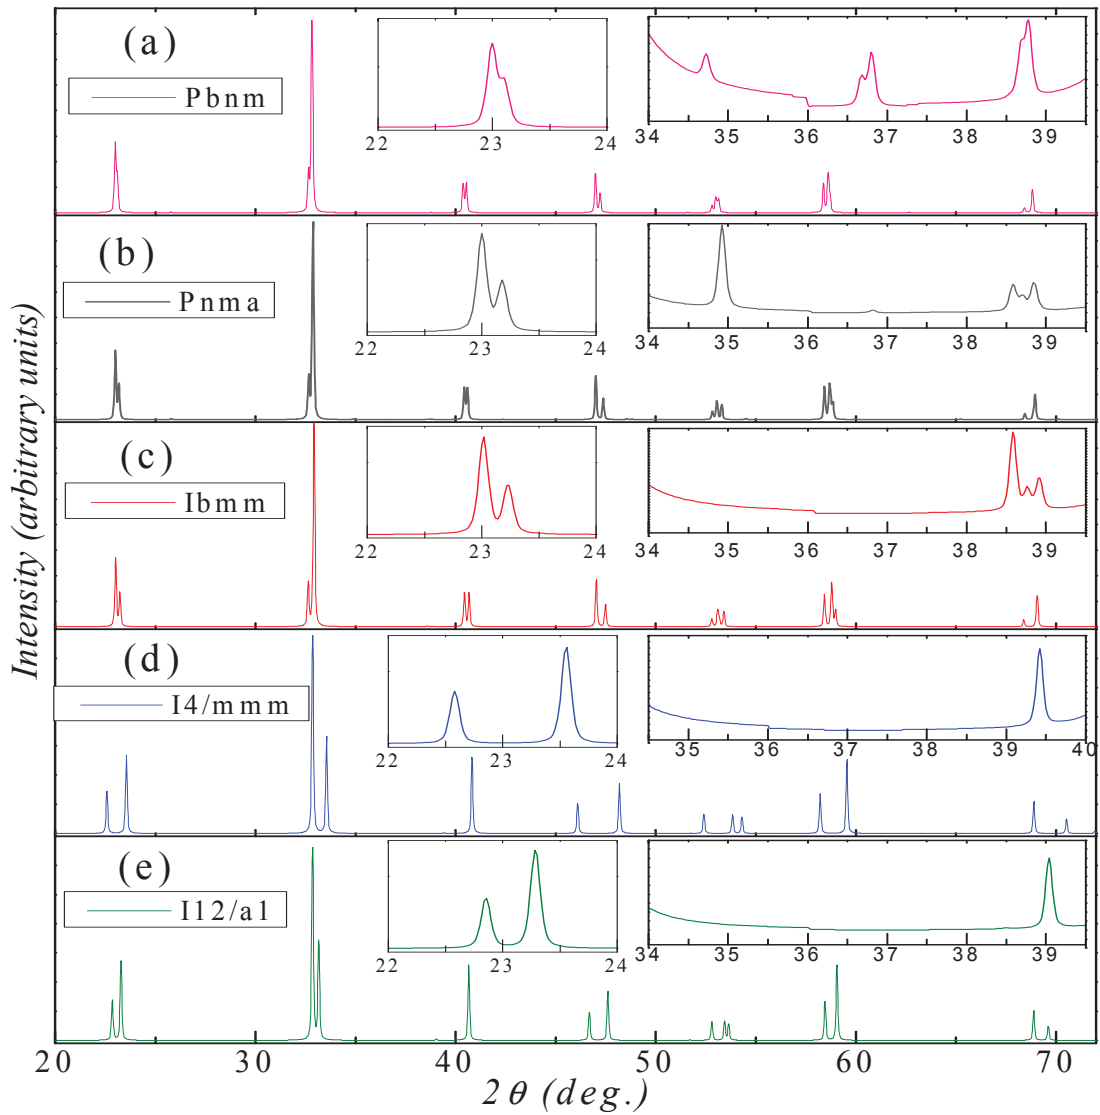 (a)
Pbnm
22 23 24
34 35 36 37 38 39
(b)
Pnma
22 23 24
34 35 36 37 38 39
(c)
Ibmm
22 23 24
34 35 36 37 38 39
(d)
I4/mmm
22 23 24
35 36 37 38 39 40
(e)
I12/a1
22 23 24
34 35 36 37 38 39
20 30 40 50 60 70
2θ (deg.)
Intensity (arbitrary units)